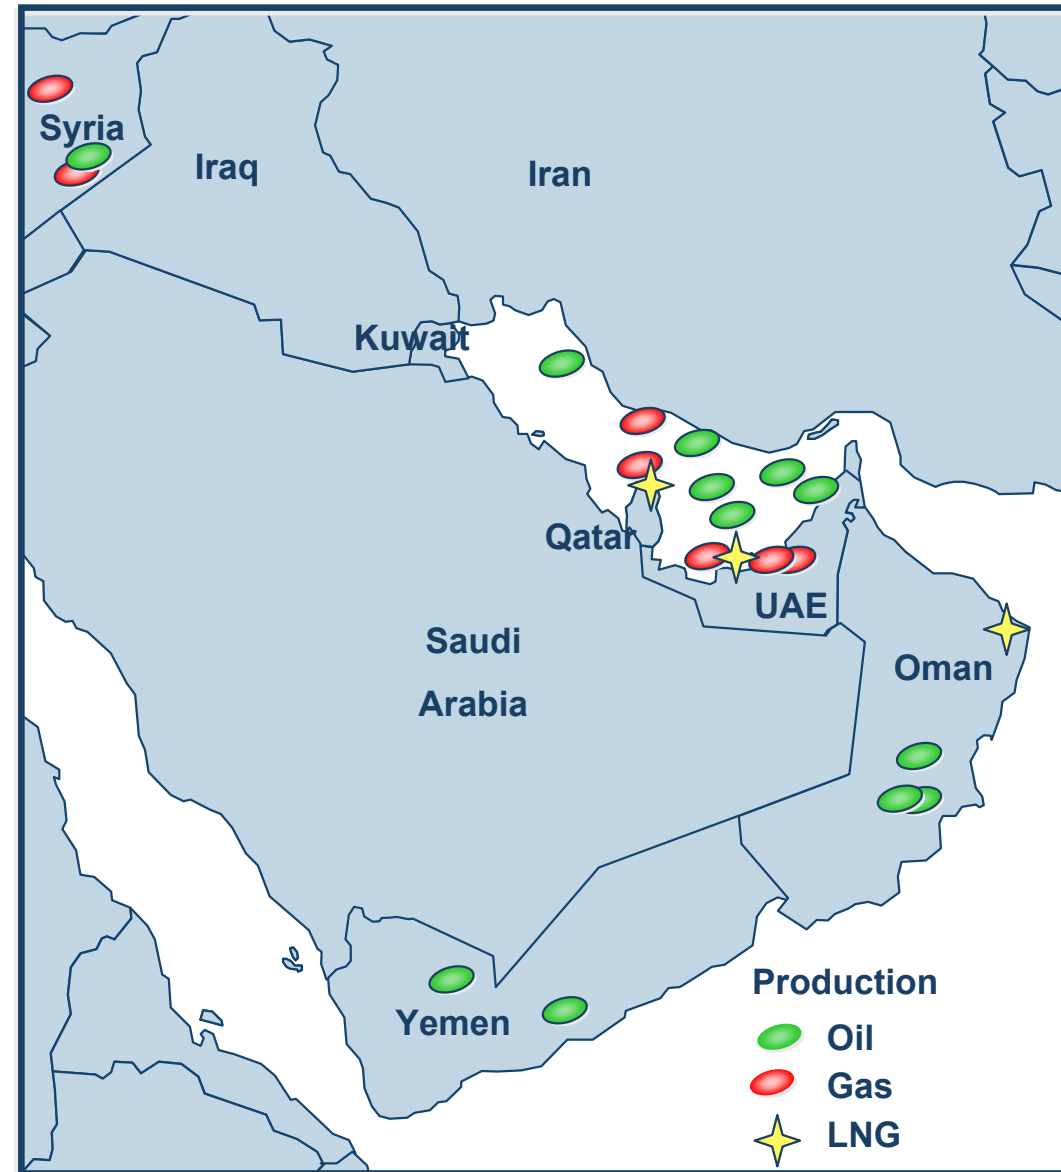 Syria
Iraq
Iran
Kuwait
Qatar
UAE
Saudi
Arabia
Oman
Yemen
Production
Oil
Gas
LNG